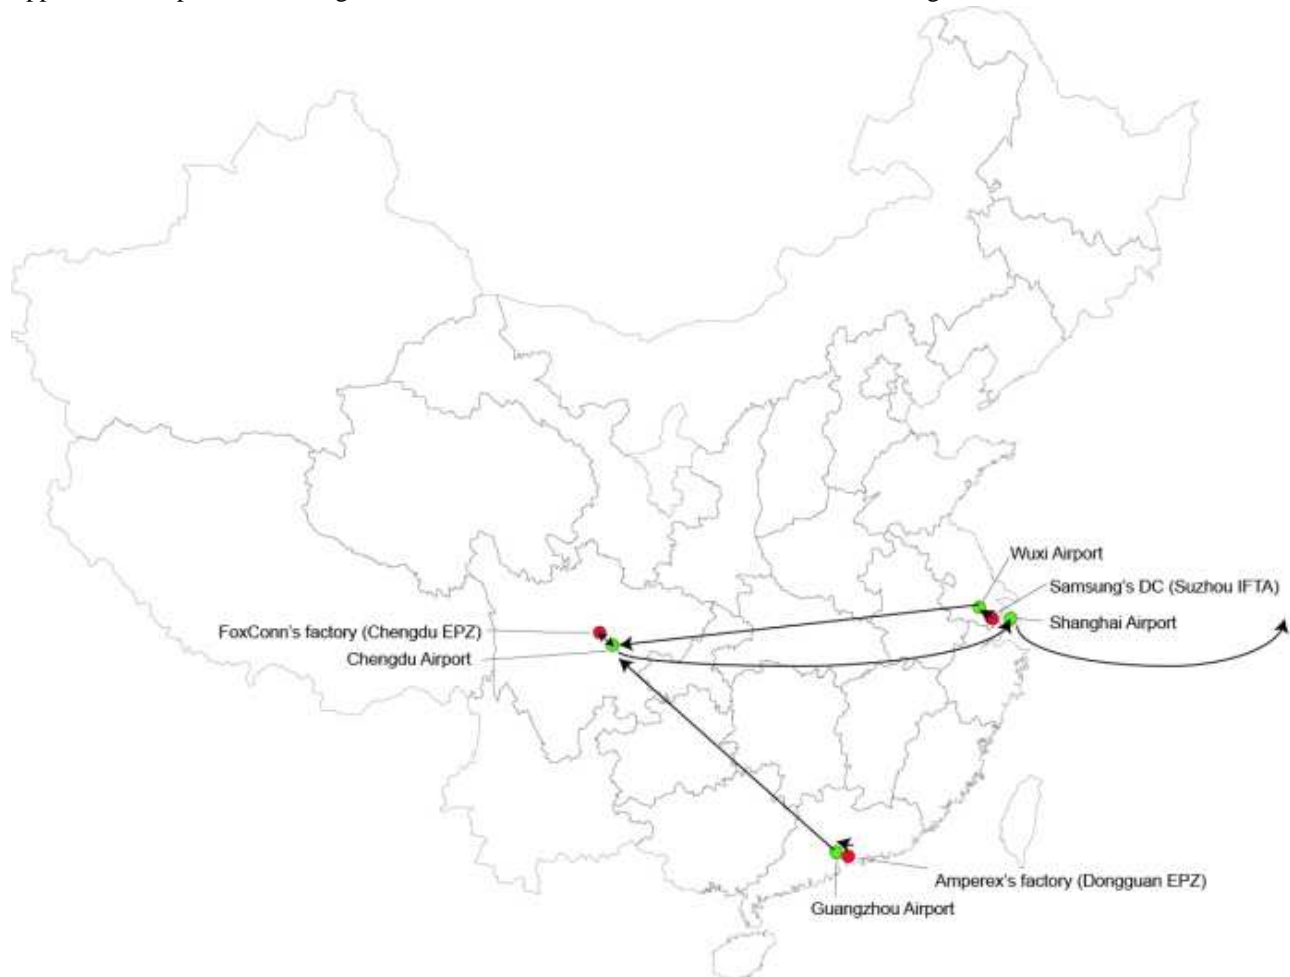 Wuxi Airport
Samsung's DC (Suzhou IFTA)
Shanghai Airport
FoxConn's factory (Chengdu EPZ)
Chengdu Airport
Amperex's factory (Dongguan EPZ)
Guangzhou Airport